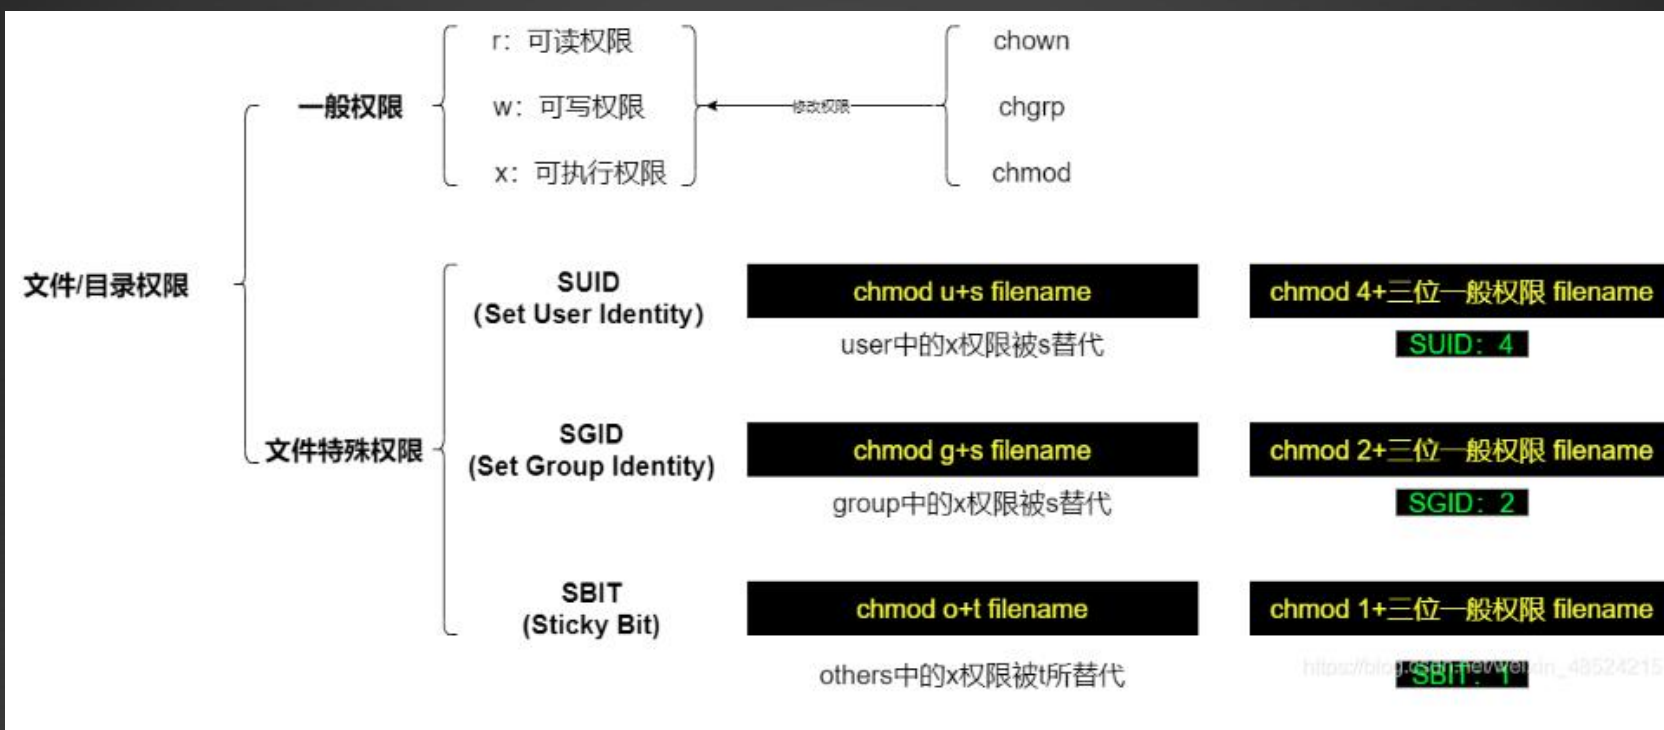 文件/目录权限
一般权限
r：可读权限
w：可写权限
x：可执行权限
修改权限
chown
chgrp
chmod
文件特殊权限
SUID
(Set User Identity)
chmod u+s filename
user中的x权限被s替代
chmod 4+三位一般权限 filename
SUID：4
SGID
(Set Group Identity)
chmod g+s filename
group中的x权限被s替代
chmod 2+三位一般权限 filename
SGID：2
SBIT
(Sticky Bit)
chmod o+t filename
others中的x权限被t所替代
chmod 1+三位一般权限 filename
SBIT：1
https://blog.csdn.net/weixin_48524215